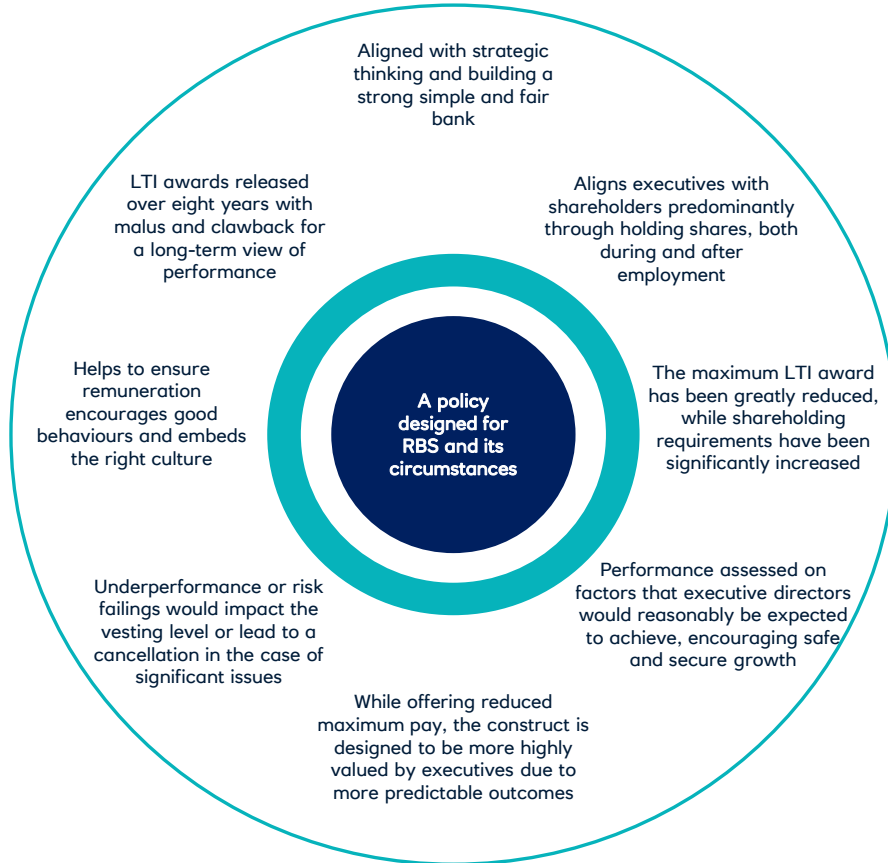 Aligned with strategic
thinking and building a
strong simple and fair
bank
LTI awards released
over eight years with
malus and clawback for
a long-term view of
performance
Aligns executives with
shareholders predominantly
through holding shares, both
during and after
employment
Helps to ensure
remuneration
encourages good
behaviours and embeds
the right culture
A policy
designed for
RBS and its
circumstances
The maximum LTI award
has been greatly reduced,
while shareholding
requirements have been
significantly increased
Underperformance or risk
failings would impact the
vesting level or lead to a
cancellation in the case of
significant issues
Performance assessed on
factors that executive directors
would reasonably be expected
to achieve, encouraging safe
and secure growth
While offering reduced
maximum pay, the construct is
designed to be more highly
valued by executives due to
more predictable outcomes